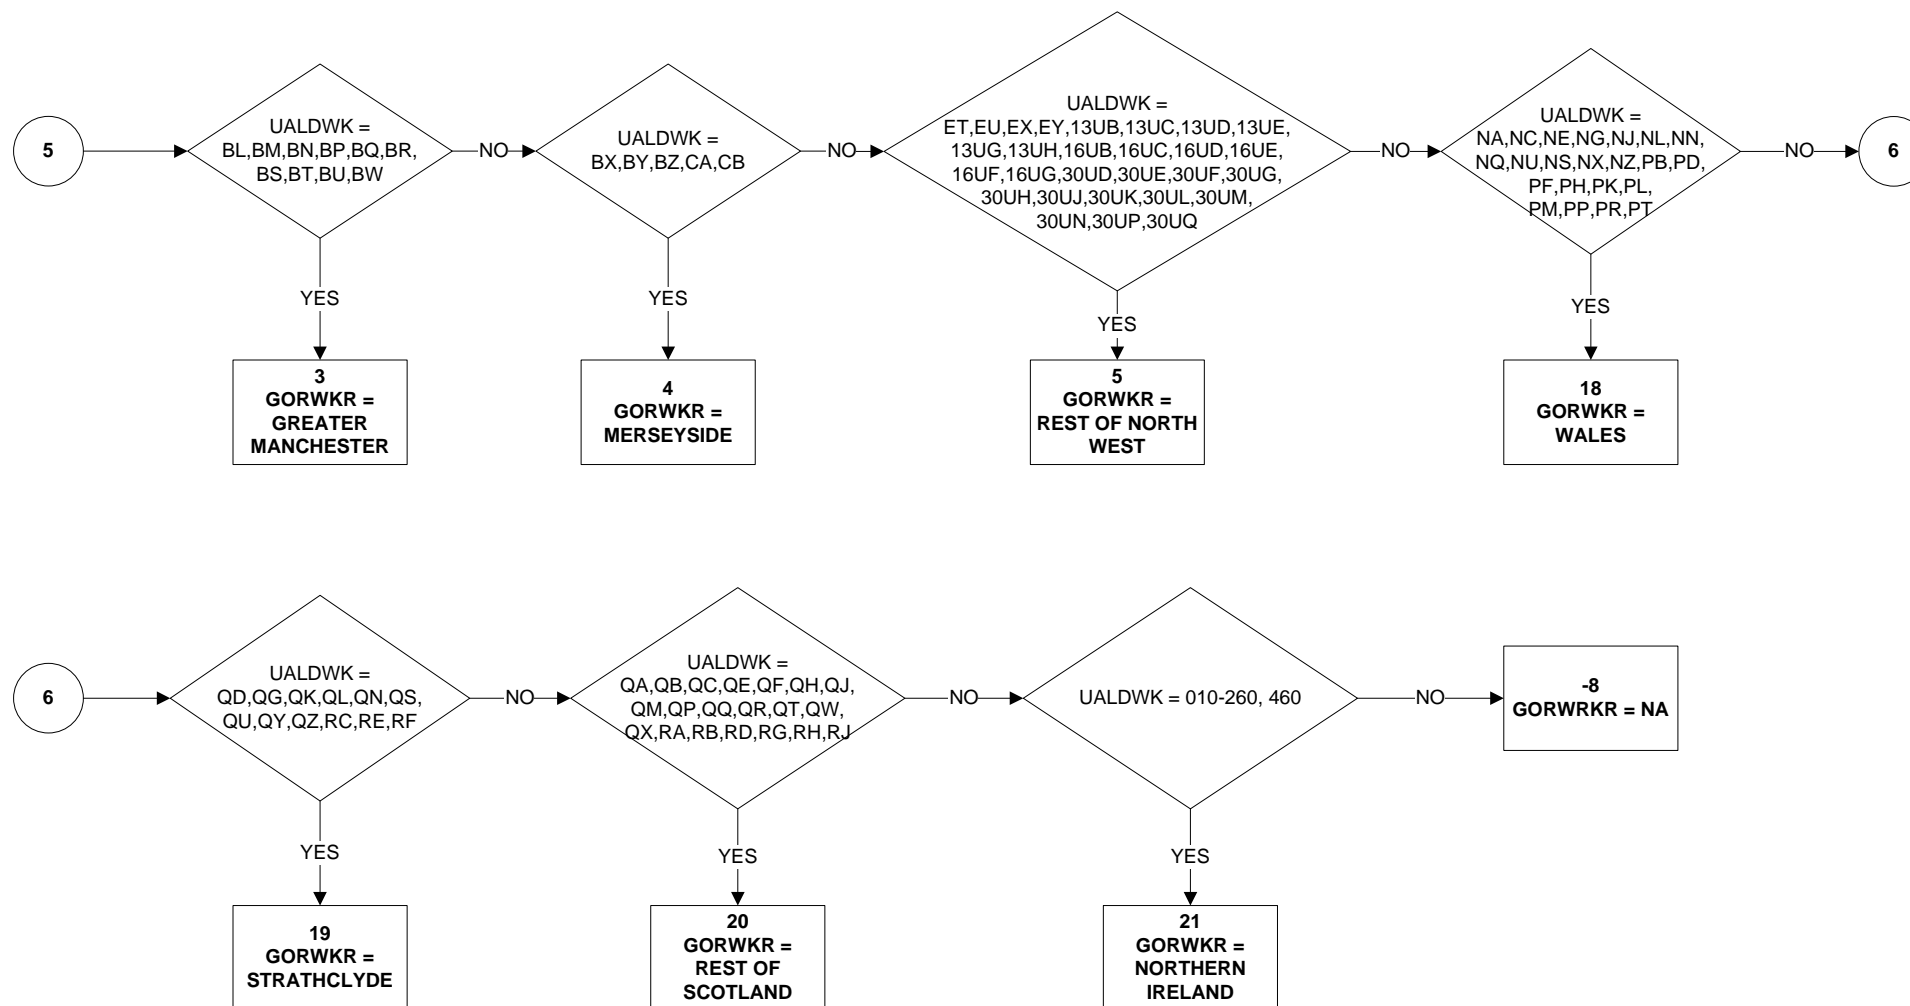 5
UALDWK =
BL,BM,BN,BP,BQ,BR,
BS,BT,BU,BW
NO
UALDWK =
BX,BY,BZ,CA,CB
NO
UALDWK =
ET,EU,EX,EY,13UB,13UC,13UD,13UE,
13UG,13UH,16UB,16UC,16UD,16UE,
16UF,16UG,30UD,30UE,30UF,30UG,
30UH,30UJ,30UK,30UL,30UM,
30UN,30UP,30UQ
NO
UALDWK =
NA,NC,NE,NG,NJ,NL,NN,
NQ,NU,NS,NX,NZ,PB,PD,
PF,PH,PK,PL,
PM,PP,PR,PT
NO
6
YES
YES
YES
YES
3
GORWKR =
GREATER
MANCHESTER
4
GORWKR =
MERSEYSIDE
5
GORWKR =
REST OF NORTH
WEST
18
GORWKR =
WALES
6
UALDWK =
QD,QG,QK,QL,QN,QS,
QU,QY,QZ,RC,RE,RF
NO
UALDWK =
QA,QB,QC,QE,QF,QH,QJ,
QM,QP,QQ,QR,QT,QW,
QX,RA,RB,RD,RG,RH,RJ
NO
UALDWK = 010-260, 460
NO
-8
GORWRKR = NA
YES
YES
YES
19
GORWKR =
STRATHCLYDE
20
GORWKR =
REST OF
SCOTLAND
21
GORWKR =
NORTHERN
IRELAND